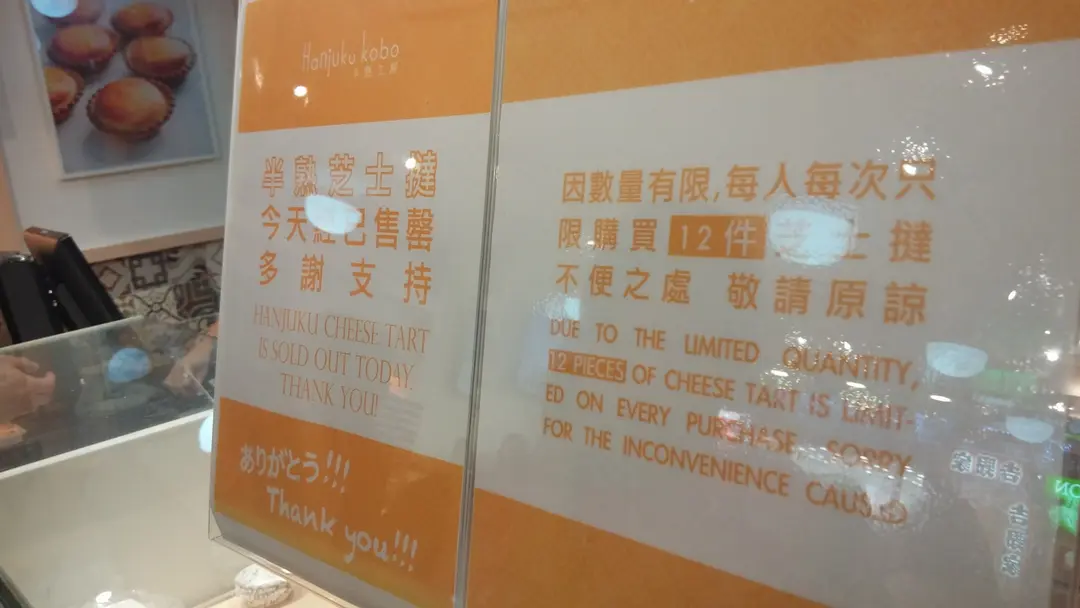 Hanjuku kobo
半熟芝士撻
今天經已售罄
多謝支持
HANJUKU CHEESE TART
IS SOLD OUT TODAY.
THANK YOU!
ありがとう!!!
Thank you!!!
因數量有限,每人每次只
限購買12件芝士撻
不便之處 敬請原諒
DUE TO THE LIMITED QUANTITY,
12 PIECES OF CHEESE TART IS LIMIT-
ED ON EVERY PURCHASE. SORRY
FOR THE INCONVENIENCE CAUSED